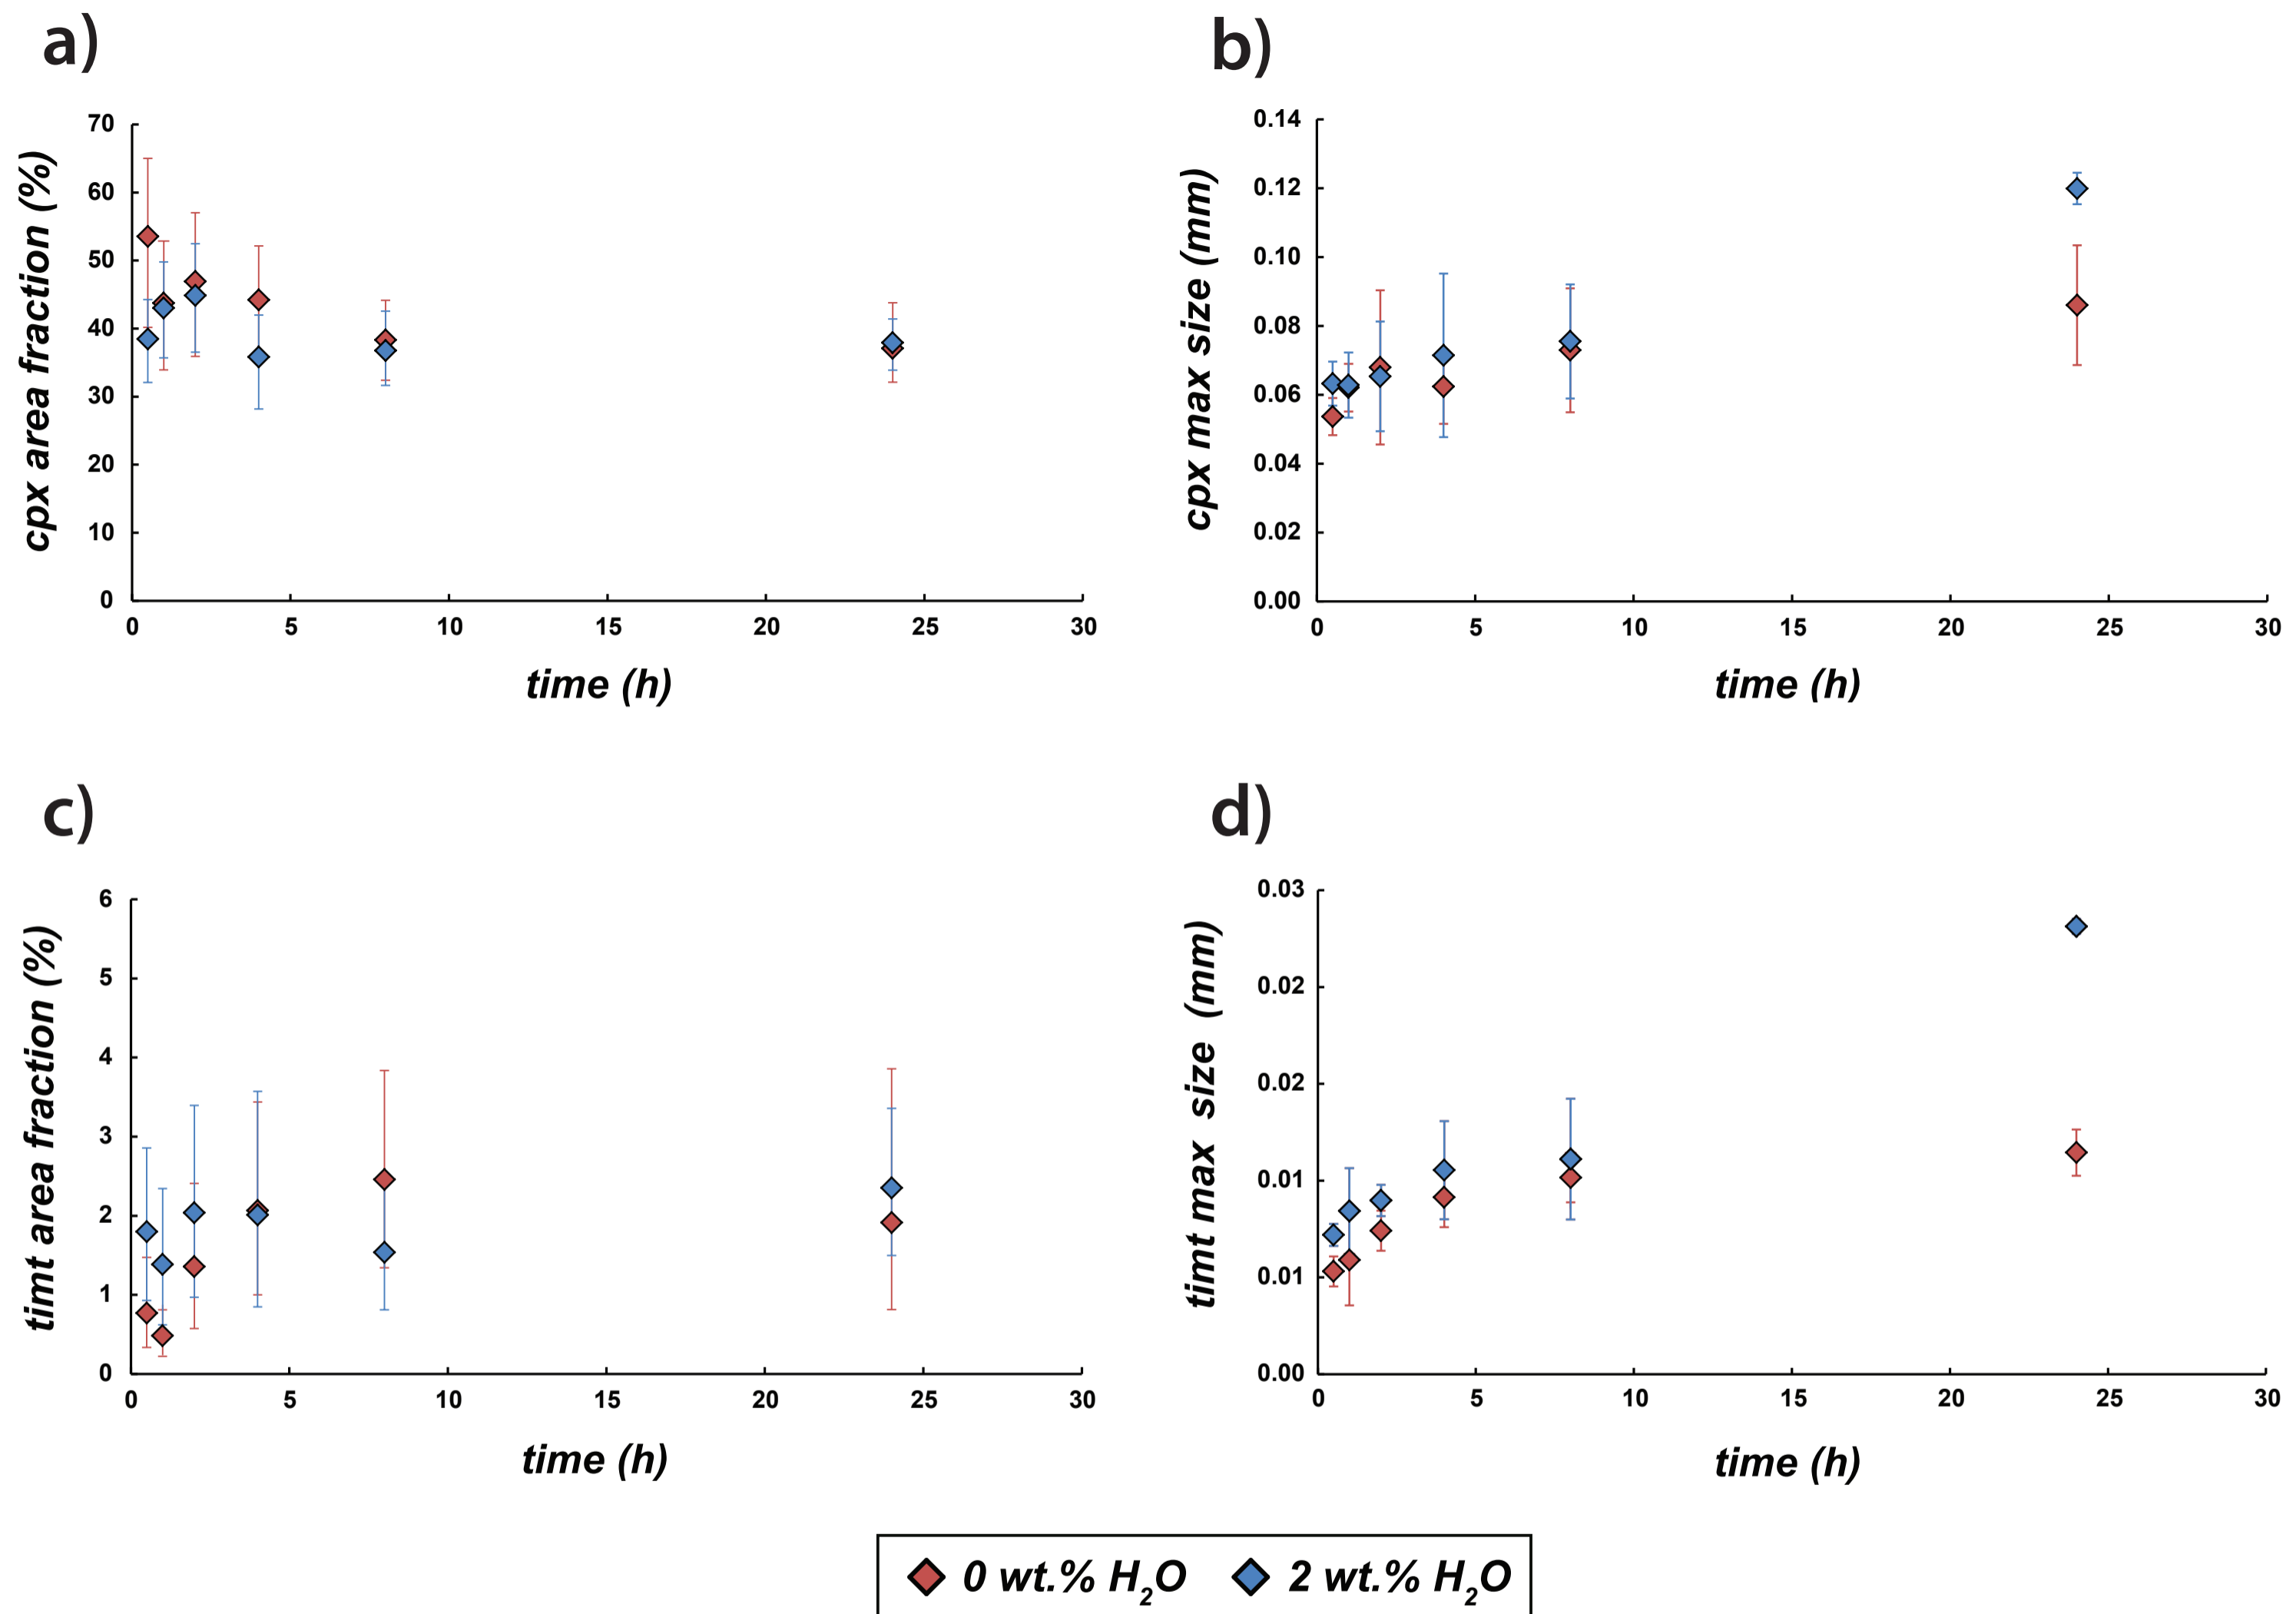 a)
cpx area fraction (%)
70
60
50
40
30
20
10
0
0 5 10 15 20 25 30
time (h)
b)
cpx max size (mm)
0.14
0.12
0.10
0.08
0.06
0.04
0.02
0.00
0 5 10 15 20 25 30
time (h)
c)
timt area fraction (%)
6
5
4
3
2
1
0
0 5 10 15 20 25 30
time (h)
d)
timt max size (mm)
0.03
0.02
0.02
0.01
0.01
0.00
0 5 10 15 20 25 30
time (h)
0 wt.% H₂O 2 wt.% H₂O